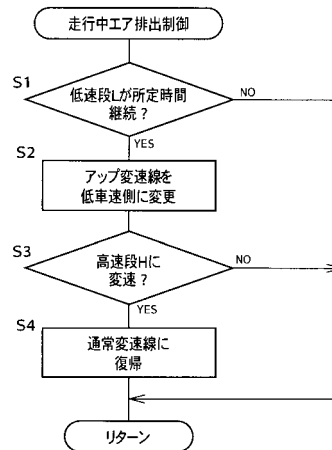 走行中エア排出制御
S1
低速段Lが所定時間
継続？
NO
YES
S2
アップ変速線を
低車速側に変更
S3
高速段Hに
変速？
NO
YES
S4
通常変速線に
復帰
リターン